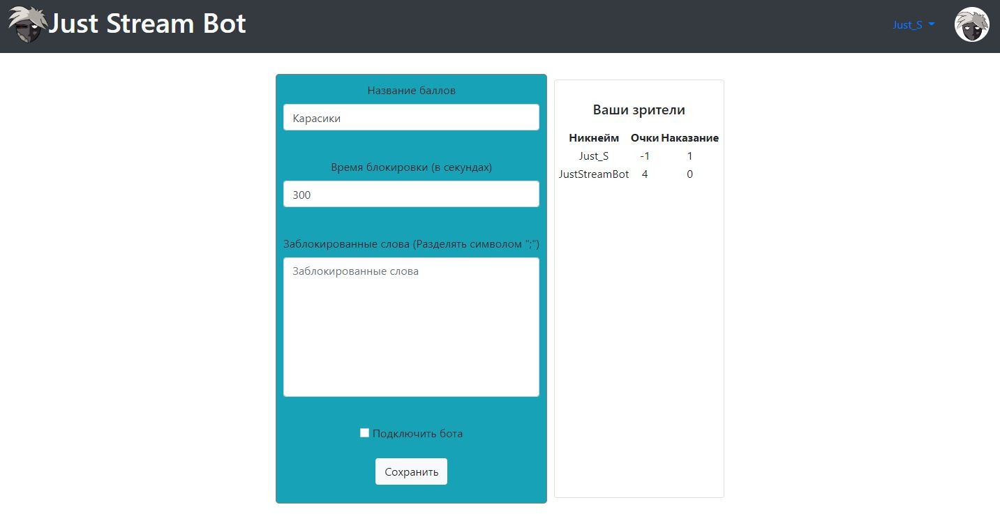 Just Stream Bot
Just_S
Название баллов
Карасики
Время блокировки (в секундах)
300
Заблокированные слова (Разделять символом ";")
Заблокированные слова
Подключить бота
Сохранить
Ваши зрители
Никнейм Очки Наказание
Just_S -1 1
JustStreamBot 4 0